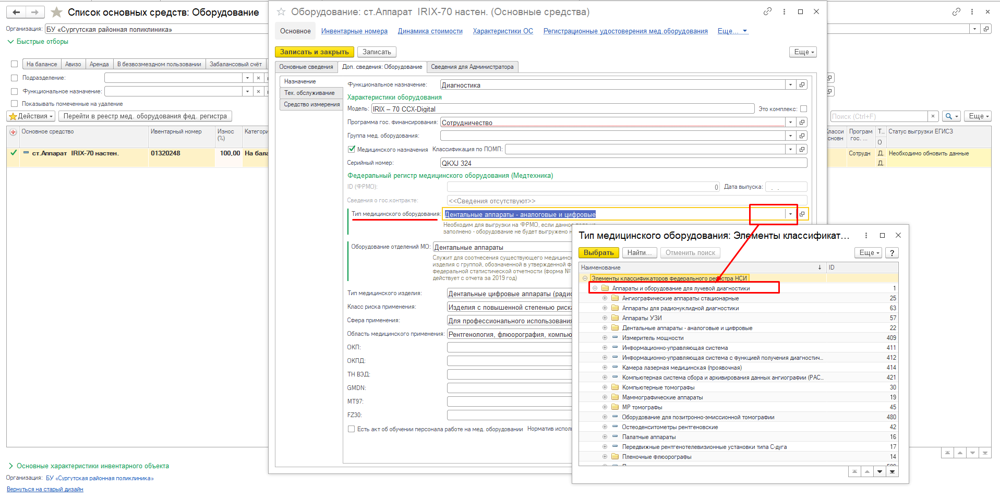 Список основных средств: Оборудование
Организация:
БУ «Сургутская районная поликлиника»
Быстрые отборы
На балансе
Авизо
Аренда
В безвозмездном пользовании
Забалансовый счёт
Подразделение:
Функциональное назначение:
Показывать помеченные на удаление
Действия
Перейти в реестр мед. оборудования фед. регистра
Основное средство
Ивентарный номер
Износ
(%)
Категори
ст.Аппарат IRIX-70 настен.
01320248
100,00
На бала
Основные характеристики инвентарного объекта
Организация: БУ «Сургутская районная поликлиника»
Вернуться на старый дизайн
Оборудование: ст.Аппарат IRIX-70 настен. (Основные средства)
Основное
Инвентарные номера
Динамика стоимости
Характеристики ОС
Регистрационные удостоверения мед.оборудования
Еще...
Записать и закрыть
Записать
Еще
Основные сведения
Доп. сведения: Оборудование
Сведения для Администратора
Назначение
Тех. обслуживание
Средство измерения
Функциональное назначение:
Диагностика
Характеристики оборудования
Модель:
IRIX – 70 CCX-Digital
Это комплекс:
Программа гос. финансирования:
Сотрудничество
Группа мед. оборудования:
Медицинского назначения
Классификация по ПОМП:
Серийный номер:
QKXJ 324
Федеральный регистр медицинского оборудования (Медтехника)
ID (ФРМО):
0
Дата выпуска:
. .
Сведения о гос.контракте:
<<Сведения отсутствуют>>
Тип медицинского оборудования:
Дентальные аппараты - аналоговые и цифровые
Необходим для выгрузки на ФРМО, если данное поле не
заполнено - оборудование не будет выгружено н
Оборудование отделений МО:
Дентальные аппараты
Служит для соотнесения существующего медицинск
изделия с группой, обозначенной в утвержденной ф
федеральной статистической отчетности (форма №
действует с отчета за 2019 год)
Тип медицинского изделия:
Дентальные цифровые аппараты (радио
Класс риска применения:
Изделия с повышенной степенью риска
Сфера применения:
Для профессионального использования
Область медицинского применения:
Рентгенология, флюорография, компью
ОКП:
ОКПД:
ТН ВЭД:
GMDN:
МТ97:
FZ30:
Есть акт об обучении персонала работе на мед. оборудовании
Норматив исполь
Поиск (Ctrl+F)
Еще
Класси
основн
Програм
гос. ...
Т...
О
Статус выгрузки ЕГИСЗ
Сотрудн
Д.
Д.
Необходимо обновить данные
Тип медицинского оборудования: Элементы классификат...
Выбрать
Найти...
Отменить поиск
Еще
?
Наименование
ID
Элементы классификаторов федерального регистра НСИ
Аппараты и оборудование для лучевой диагностики 1
Ангиографические аппараты стационарные 25
Аппараты для радионуклидной диагностики 63
Аппараты УЗИ 57
Дентальные аппараты - аналоговые и цифровые 22
Измеритель мощности 409
Информационно-управляющая система 411
Информационно-управляющая система с функцией получения диагностич... 412
Камера лазерная медицинская (проявочная) 414
Компьютерная система сбора и архивирования данных ангиографии (РАС... 421
Компьютерные томографы 30
Маммографические аппараты 19
МР томографы 45
Оборудование для позитронно-эмиссионной томографии 480
Остеоденситометры рентгеновские 42
Палатные аппараты 16
Передвижные рентгенотелевизионные установки типа С-дуга 17
Пленочные флюорографы 14